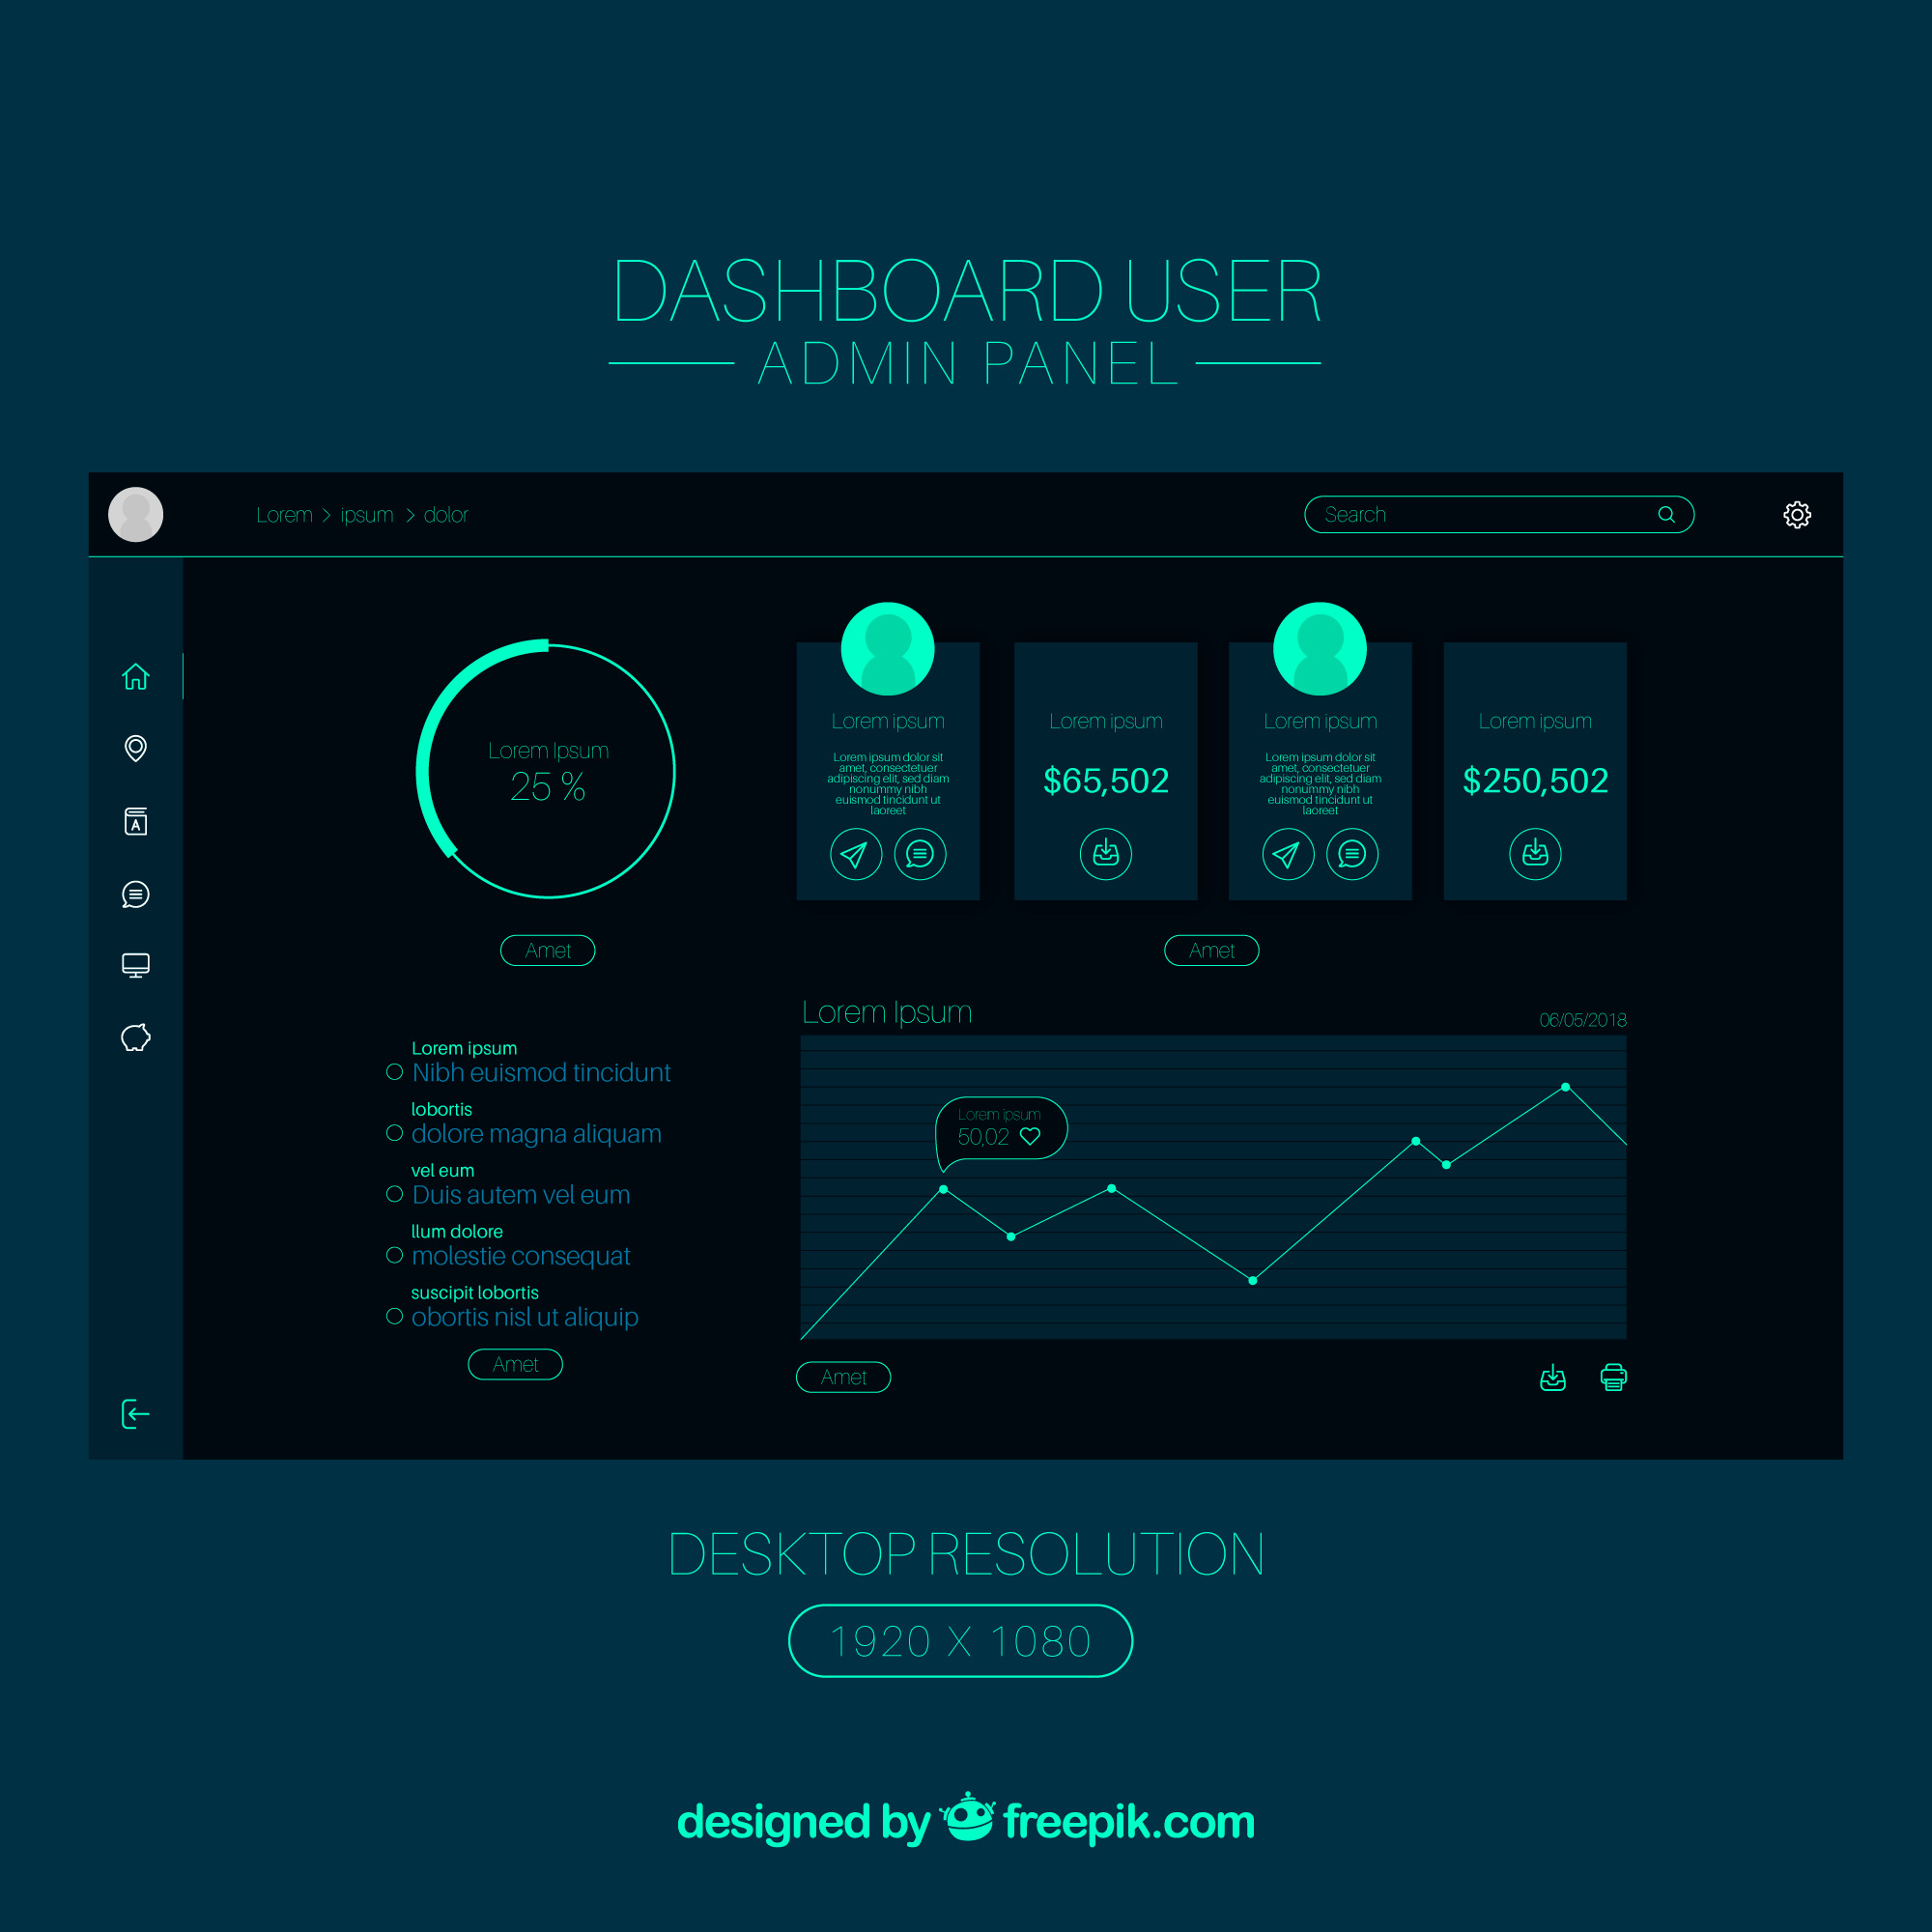 DASHBOARD USER
ADMIN PANEL
Lorem > ipsum > dolor
Search
Lorem Ipsum
25 %
Amet
Lorem ipsum
Lorem ipsum dolor sit
amet, consectetuer
adipiscing elit, sed diam
nonummy nibh
euismod tincidunt ut
laoreet
Lorem ipsum
$65,502
Lorem ipsum
Lorem ipsum dolor sit
amet, consectetuer
adipiscing elit, sed diam
nonummy nibh
euismod tincidunt ut
laoreet
Lorem ipsum
$250,502
Amet
Lorem ipsum
Nibh euismod tincidunt
lobortis
dolore magna aliquam
vel eum
Duis autem vel eum
llum dolore
molestie consequat
suscipit lobortis
obortis nisl ut aliquip
Amet
Lorem Ipsum
06/05/2018
Lorem ipsum
50,02
Amet
A
DESKTOP RESOLUTION
1920 X 1080
designed by freepik.com